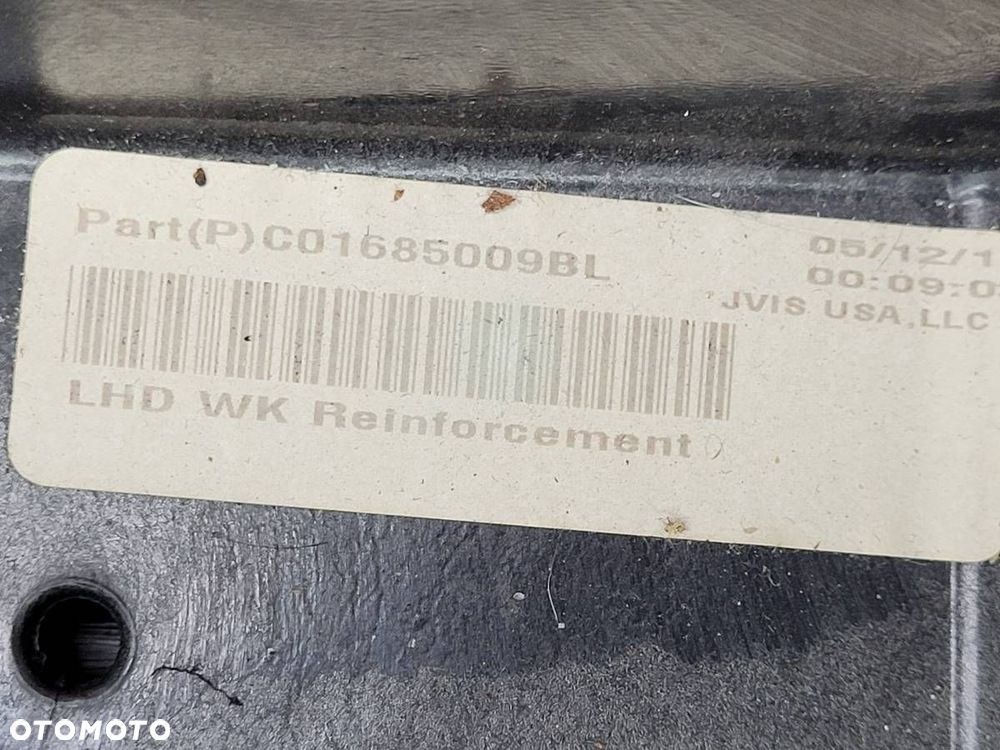 Part(P)C01685009BL
05/12/1
00:09:0
JVIS USA,LLC
LHD WK Reinforcement
OTOMOTO